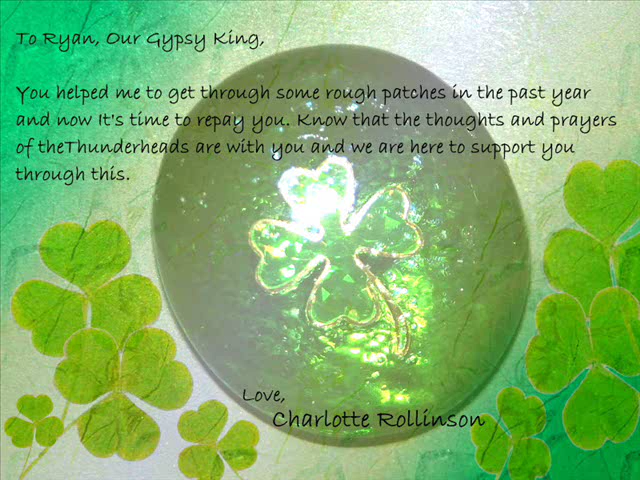 To Ryan, Our Gypsy King,
You helped me to get through some rough patches in the past year
and now It's time to repay you. Know that the thoughts and prayers
of theThunderheads are with you and we are here to support you
through this.
Love,
Charlotte Rollinson